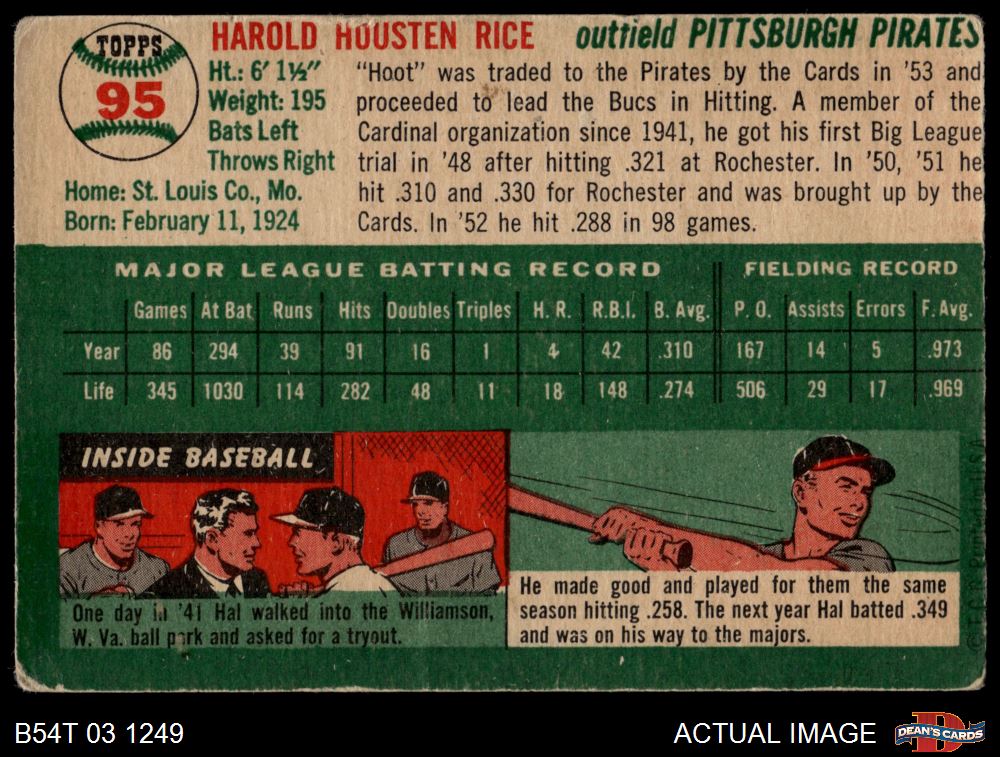 TOPPS
95
HAROLD HOUSTEN RICE
outfield PITTSBURGH PIRATES
Ht.: 6' 1½"
Weight: 195
Bats Left
Throws Right
Home: St. Louis Co., Mo.
Born: February 11, 1924
"Hoot" was traded to the Pirates by the Cards in '53 and
proceeded to lead the Bucs in Hitting. A member of the
Cardinal organization since 1941, he got his first Big League
trial in '48 after hitting .321 at Rochester. In '50, '51 he
hit .310 and .330 for Rochester and was brought up by the
Cards. In '52 he hit .288 in 98 games.
MAJOR LEAGUE BATTING RECORD FIELDING RECORD
Games At Bat Runs Hits Doubles Triples H. R. R.B.I. B. Avg. P. O. Assists Errors F. Avg.
Year 86 294 39 91 16 1 4 42 .310 167 14 5 .973
Life 345 1030 114 282 48 11 18 148 .274 506 29 17 .969
INSIDE BASEBALL
One day in '41 Hal walked into the Williamson,
W. Va. ball park and asked for a tryout.
He made good and played for them the same
season hitting .258. The next year Hal batted .349
and was on his way to the majors.
B54T 03 1249
ACTUAL IMAGE
DEAN'S CARDS